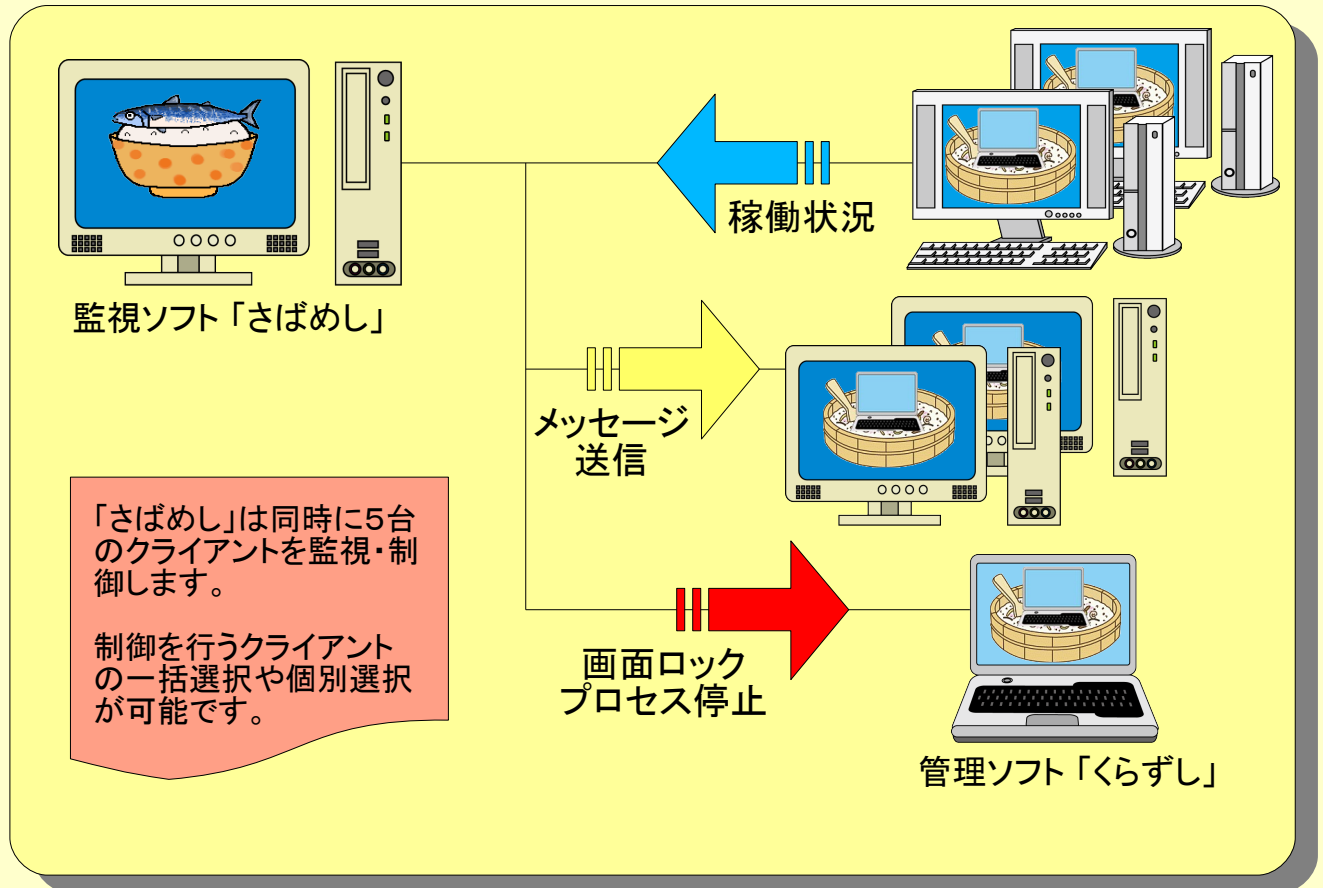 稼働状況
監視ソフト「さばめし」
メッセージ
送信
「さばめし」は同時に５台
のクライアントを監視・制
御します。
制御を行うクライアント
の一括選択や個別選択
が可能です。
画面ロック
プロセス停止
管理ソフト「くらずし」